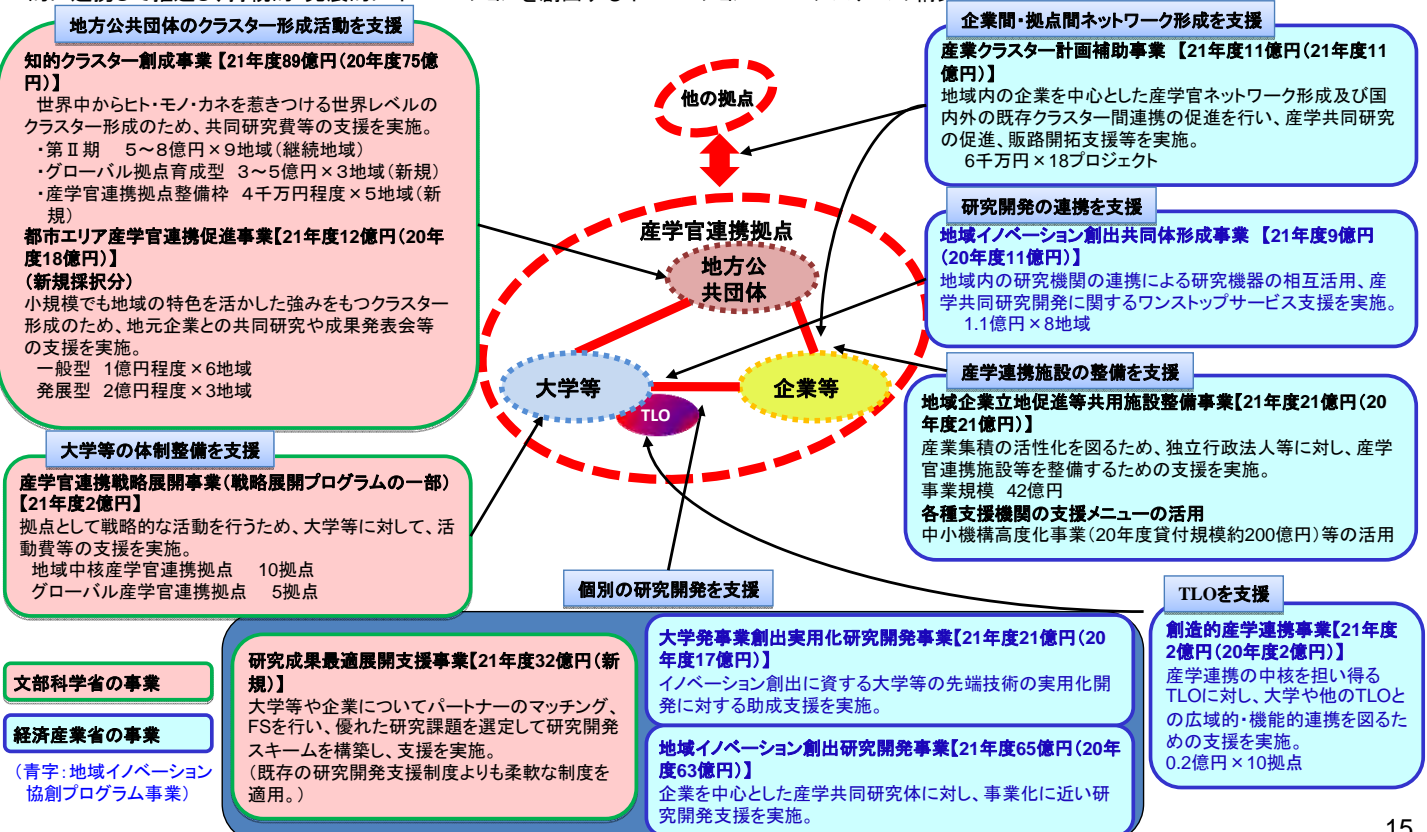 地方公共団体のクラスター形成活動を支援
知的クラスター創成事業【21年度89億円（20年度75億
円）】
世界中からヒト・モノ・カネを惹きつける世界レベルの
クラスター形成のため、共同研究費等の支援を実施。
・第Ⅱ期　５～８億円×９地域（継続地域）
・グローバル拠点育成型　３～５億円×３地域（新規）
・産学官連携拠点整備枠　４千万円程度×５地域（新
規）
都市エリア産学官連携促進事業【21年度12億円（20年
度18億円）】
（新規採択分）
小規模でも地域の特色を活かした強みをもつクラスター
形成のため、地元企業との共同研究や成果発表会等
の支援を実施。
一般型　1億円程度×6地域
発展型　2億円程度×3地域
大学等の体制整備を支援
産学官連携戦略展開事業（戦略展開プログラムの一部）
【21年度2億円】
拠点として戦略的な活動を行うため、大学等に対して、活
動費等の支援を実施。
地域中核産学官連携拠点　　10拠点
グローバル産学官連携拠点　　5拠点
他の拠点
産学官連携拠点
地方公
共団体
大学等
企業等
TLO
企業間・拠点間ネットワーク形成を支援
産業クラスター計画補助事業　【21年度11億円（21年度11
億円）】
地域内の企業を中心とした産学官ネットワーク形成及び国
内外の既存クラスター間連携の促進を行い、産学共同研究
の促進、販路開拓支援等を実施。
6千万円×18プロジェクト
研究開発の連携を支援
地域イノベーション創出共同体形成事業　【21年度9億円
（20年度11億円）】
地域内の研究機関の連携による研究機器の相互活用、産
学共同研究開発に関するワンストップサービス支援を実施。
1.1億円×8地域
産学連携施設の整備を支援
地域企業立地促進等共用施設整備事業【21年度21億円（20
年度21億円）】
産業集積の活性化を図るため、独立行政法人等に対し、産学
官連携施設等を整備するための支援を実施。
事業規模　42億円
各種支援機関の支援メニューの活用
中小機構高度化事業（20年度貸付規模約200億円）等の活用
個別の研究開発を支援
研究成果最適展開支援事業【21年度32億円（新
規）】
大学等や企業についてパートナーのマッチング、
FSを行い、優れた研究課題を選定して研究開発
スキームを構築し、支援を実施。
（既存の研究開発支援制度よりも柔軟な制度を
適用。）
大学発事業創出実用化研究開発事業【21年度21億円（20
年度17億円）】
イノベーション創出に資する大学等の先端技術の実用化開
発に対する助成支援を実施。
地域イノベーション創出研究開発事業【21年度65億円（20年
度63億円）】
企業を中心とした産学共同研究体に対し、事業化に近い研
究開発支援を実施。
TLOを支援
創造的産学連携事業【21年度
2億円（20年度2億円）】
産学連携の中核を担い得る
TLOに対し、大学や他のTLOと
の広域的・機能的連携を図るた
めの支援を実施。
0.2億円×10拠点
文部科学省の事業
経済産業省の事業
（青字：地域イノベーション
協創プログラム事業）
15